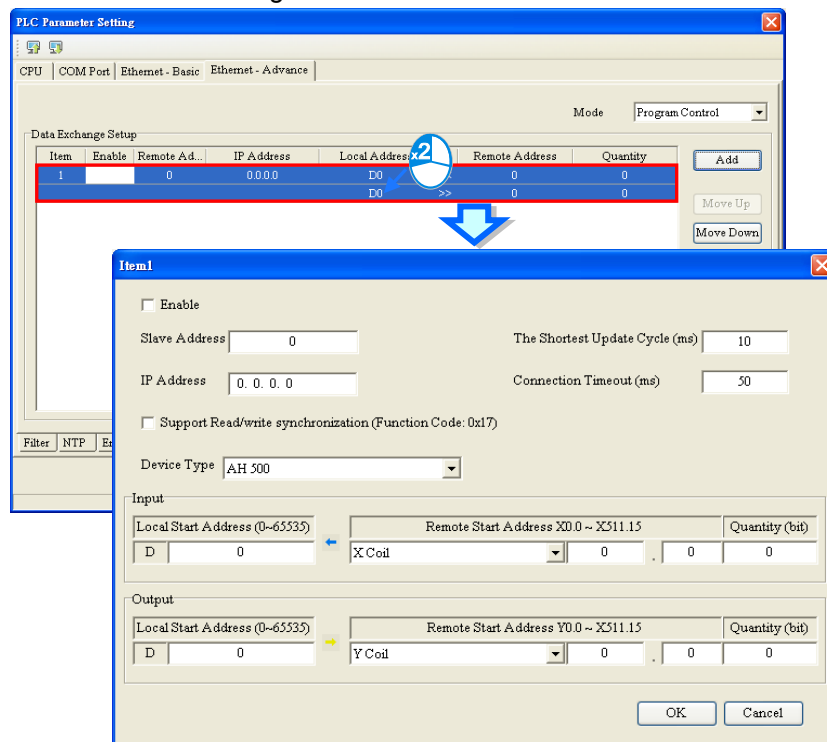 PLC Parameter Setting
CPU COM Port Ethernet - Basic Ethernet - Advance
Mode Program Control
Data Exchange Setup
Item Enable Remote Ad... IP Address Local Address Remote Address Quantity
1 0 0.0.0.0 D0 0 0
D0 >> 0 0
x2
Add
Move Up
Move Down
Filter NTP
Item1
Enable
Slave Address 0 The Shortest Update Cycle (ms) 10
IP Address 0. 0. 0. 0 Connection Timeout (ms) 50
Support Read/write synchronization (Function Code: 0x17)
Device Type AH 500
Input
Local Start Address (0~65535) Remote Start Address X0.0 ~ X511.15 Quantity (bit)
D 0 X Coil 0 . 0 0
Output
Local Start Address (0~65535) Remote Start Address Y0.0 ~ X511.15 Quantity (bit)
D 0 Y Coil 0 . 0 0
OK Cancel